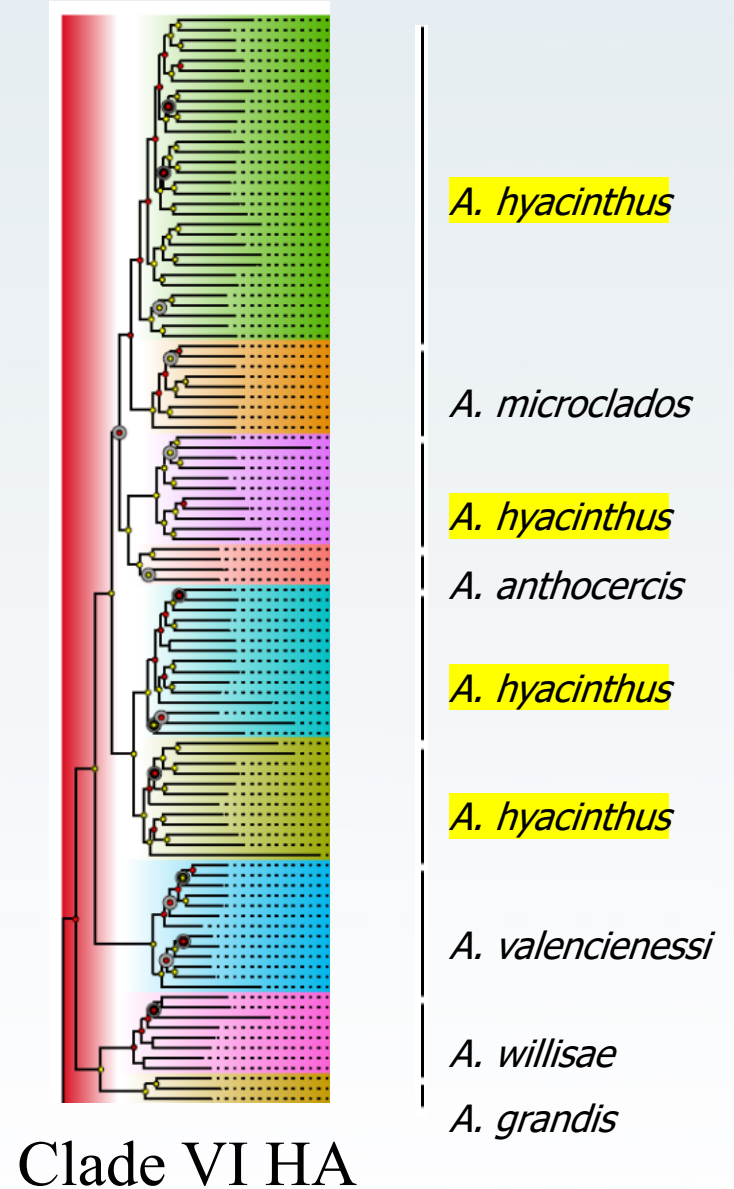 A. hyacinthus
A. microclados
A. hyacinthus
A. anthocercis
A. hyacinthus
A. hyacinthus
A. valencienessi
A. willisae
A. grandis
Clade VI HA